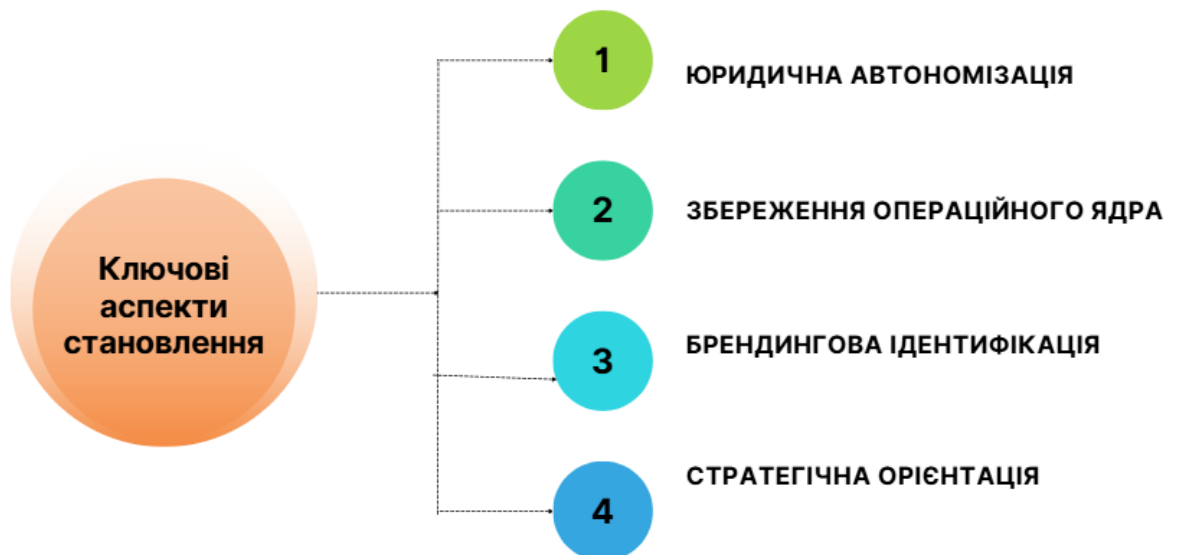 Ключові
аспекти
становлення
1
ЮРИДИЧНА АВТОНОМІЗАЦІЯ
2
ЗБЕРЕЖЕННЯ ОПЕРАЦІЙНОГО ЯДРА
3
БРЕНДИНГОВА ІДЕНТИФІКАЦІЯ
4
СТРАТЕГІЧНА ОРІЄНТАЦІЯ